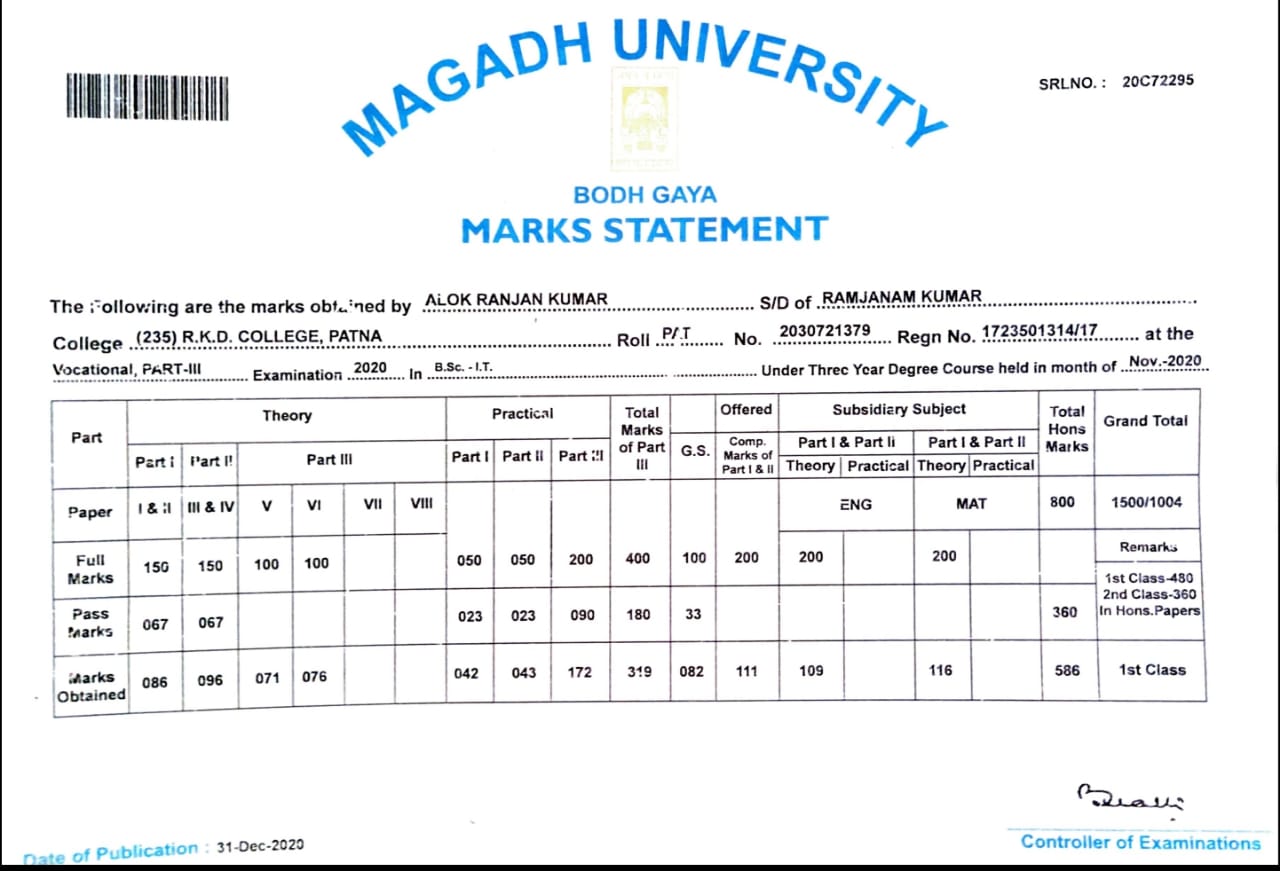 MAGADH UNIVERSITY
SRLNO. : 20C72295
BODH GAYA
MARKS STATEMENT
The Following are the marks obtained by ALOK RANJAN KUMAR S/D of RAMJANAM KUMAR
College (235) R.K.D. COLLEGE, PATNA Roll PAT No. 2030721379 Regn No. 1723501314/17 at the
Vocational, PART-III Examination 2020 In B.Sc. - I.T. Under Three Year Degree Course held in month of Nov.-2020
Part Theory Practical Total Marks of Part III G.S. Offered Subsidiary Subject Total Hons Marks Grand Total
Part I Part II Part III Part I Part II Part III Comp. Marks of Part I & II Part I & Part II Part I & Part II
Theory Practical Theory Practical
Paper I & II III & IV V VI VII VIII ENG MAT 800 1500/1004
Full Marks 150 150 100 100 050 050 200 400 100 200 200 200 Remarks
Pass Marks 067 067 023 023 090 180 33 360 1st Class-480
2nd Class-360
In Hons.Papers
Marks Obtained 086 096 071 076 042 043 172 319 082 111 109 116 586 1st Class
Date of Publication : 31-Dec-2020
Controller of Examinations